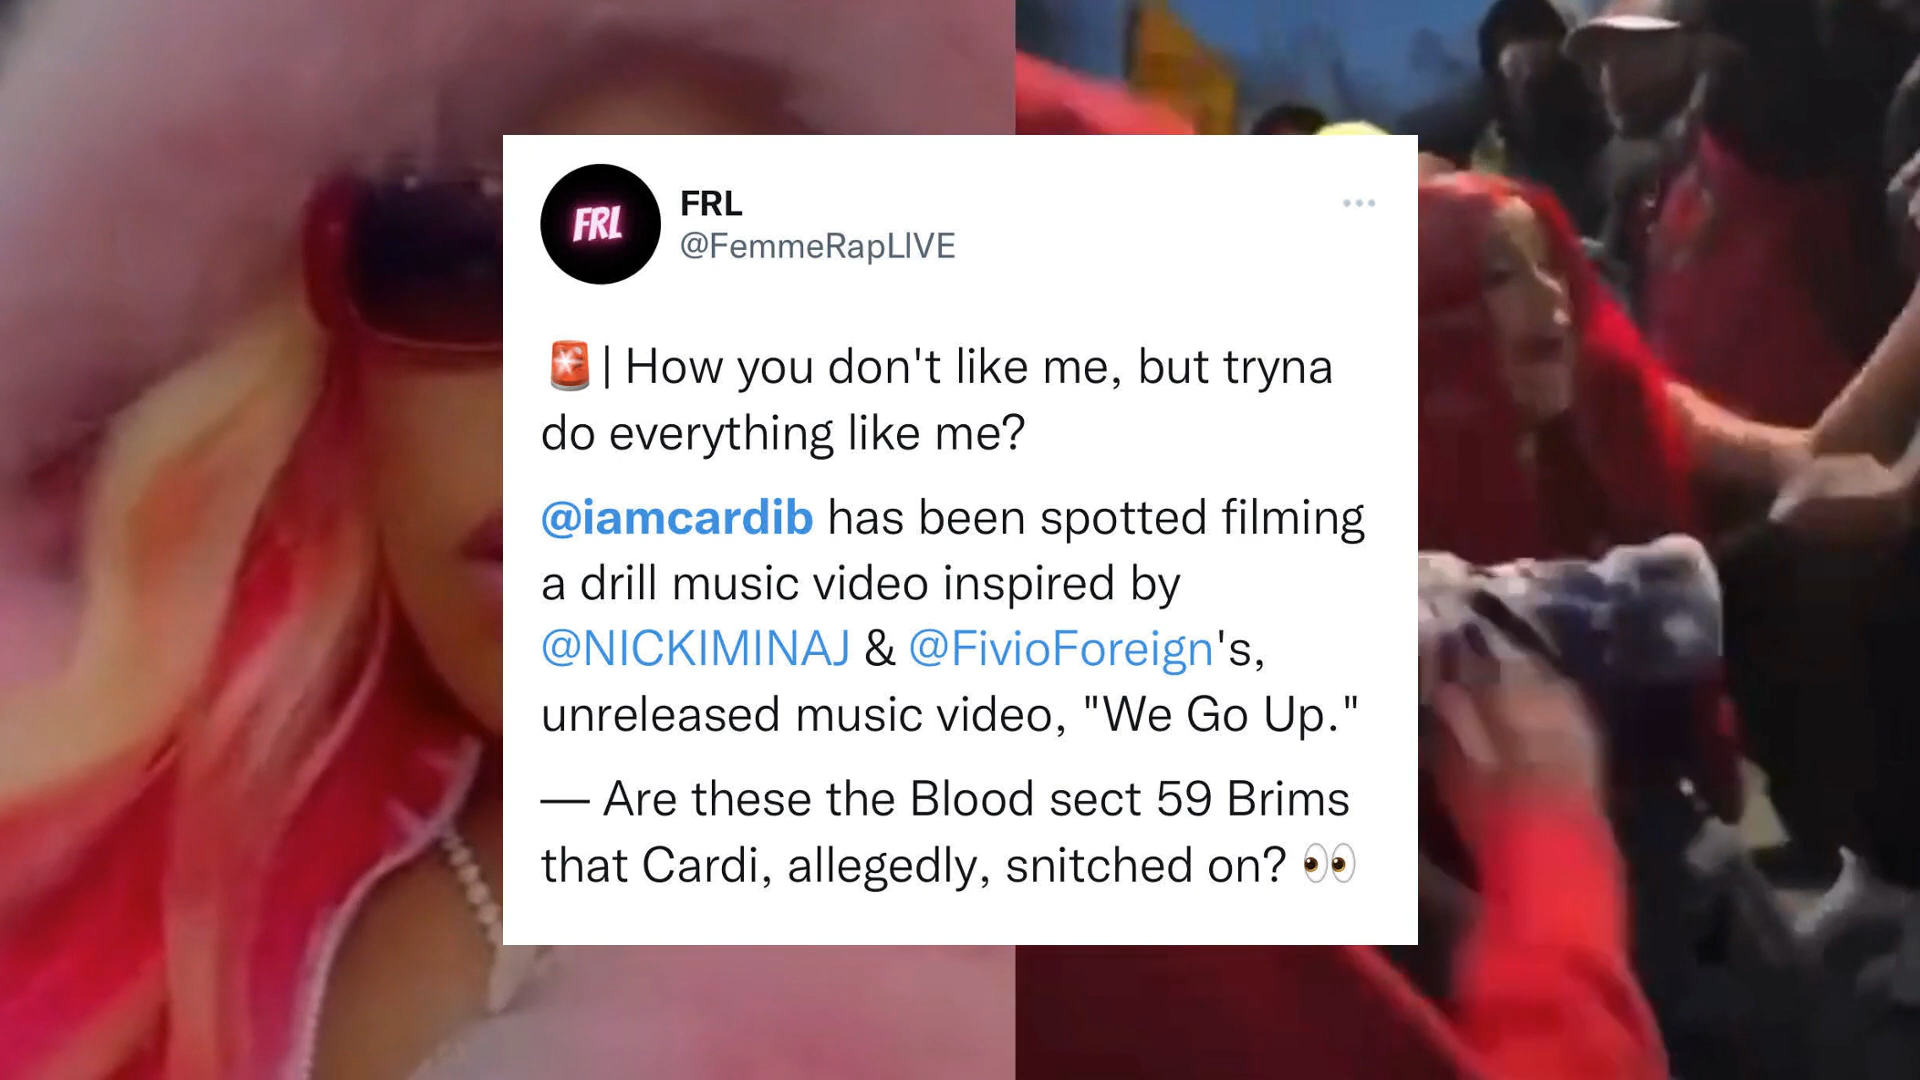 FRL
FRL
@FemmeRapLIVE
🚨| How you don't like me, but tryna
do everything like me?
@iamcardib has been spotted filming
a drill music video inspired by
@NICKIMINAJ & @FivioForeign's,
unreleased music video, "We Go Up."
— Are these the Blood sect 59 Brims
that Cardi, allegedly, snitched on? 👀